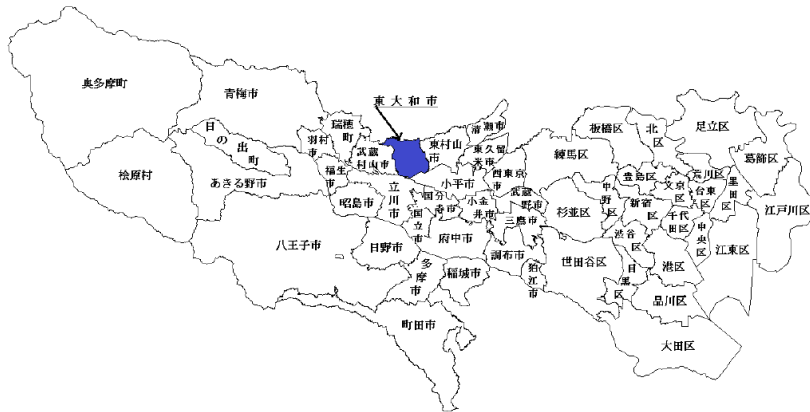 奥多摩町
青梅市
日の出町
檜原村
あきる野市
八王子市
瑞穂町
羽村市
福生市
武蔵村山市
昭島市
東大和市
立川市
日野市
東村山市
清瀬市
東久留米市
小平市
西東京市
国分寺市
国立市
小金井市
武蔵野市
三鷹市
府中市
調布市
狛江市
多摩市
稲城市
町田市
練馬区
板橋区
北区
足立区
葛飾区
杉並区
中野区
豊島区
文京区
荒川区
台東区
墨田区
江戸川区
新宿区
千代田区
中央区
江東区
渋谷区
世田谷区
目黒区
港区
品川区
大田区